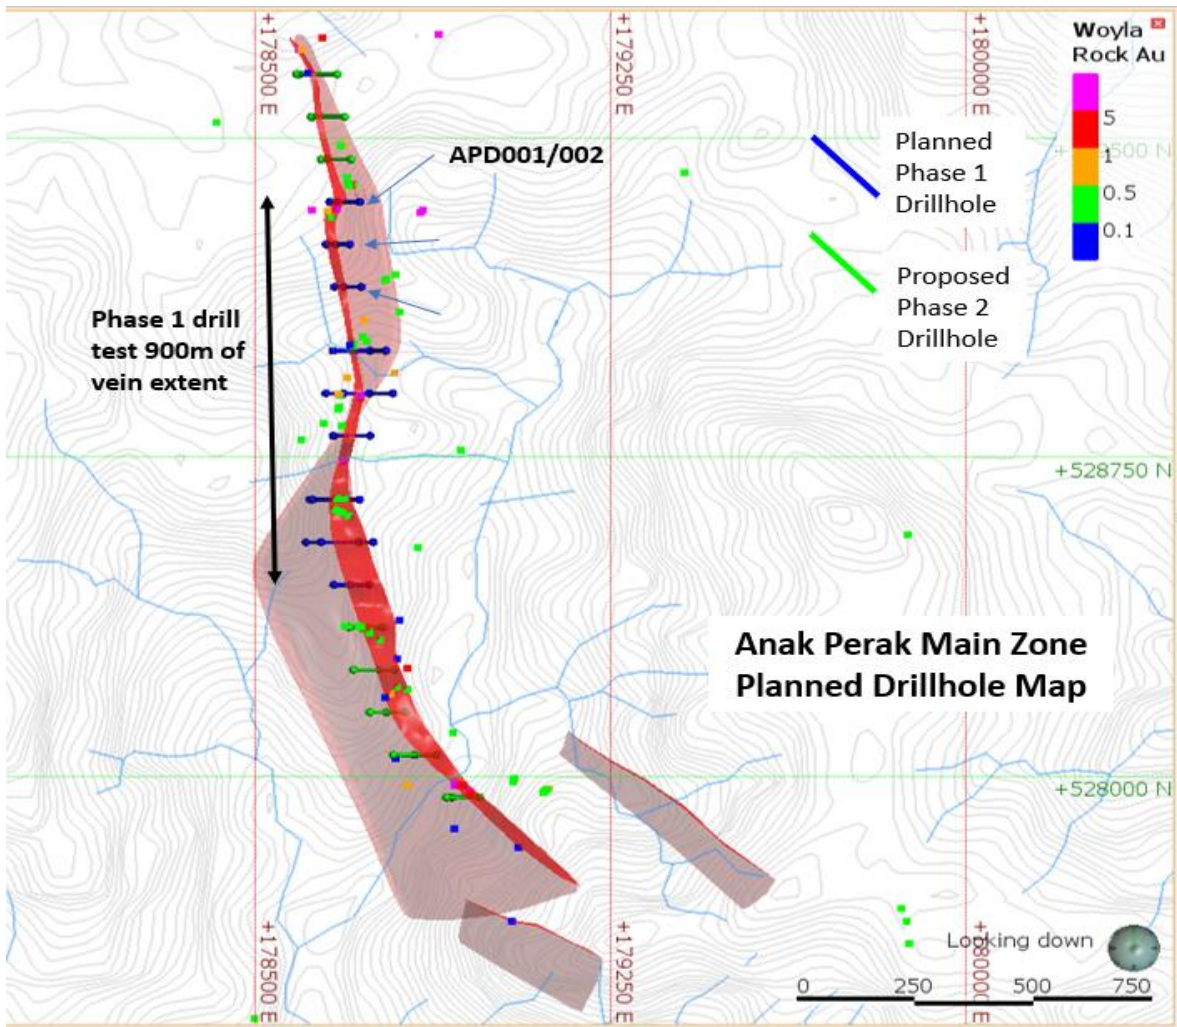 +178500 E
+179250 E
+180000 E
Woyla
Rock Au
5
1
0.5
0.1
Planned
Phase 1
Drillhole
Proposed
Phase 2
Drillhole
APD001/002
Phase 1 drill
test 900m of
vein extent
+528750 N
Anak Perak Main Zone
Planned Drillhole Map
+528000 N
+178500 E
+179250 E
Looking down
0 250 500 750